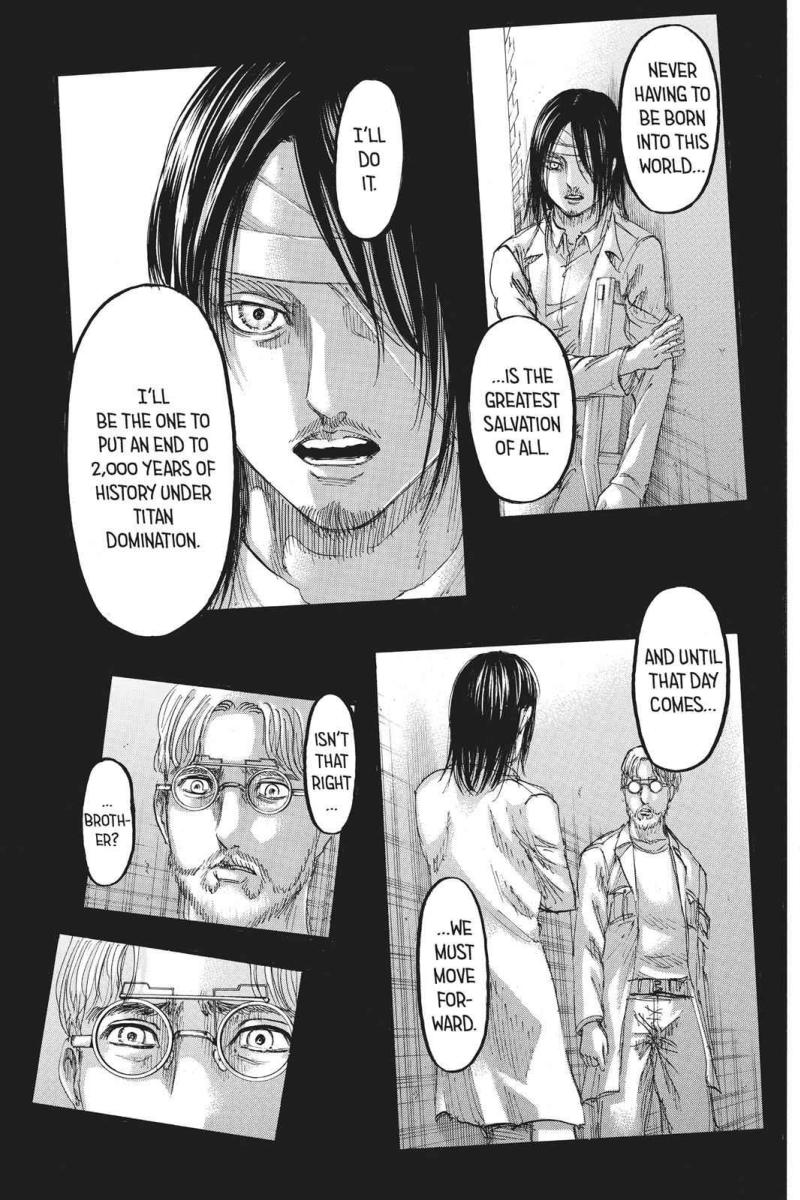 NEVER
HAVING TO
BE BORN
INTO THIS
WORLD...
...IS THE
GREATEST
SALVATION
OF ALL.
I'LL
DO
IT.
I'LL
BE THE ONE TO
PUT AN END TO
2,000 YEARS OF
HISTORY UNDER
TITAN
DOMINATION.
AND UNTIL
THAT DAY
COMES...
...WE
MUST
MOVE
FOR-
WARD.
ISN'T
THAT
RIGHT
...
...
BROTH-
ER?